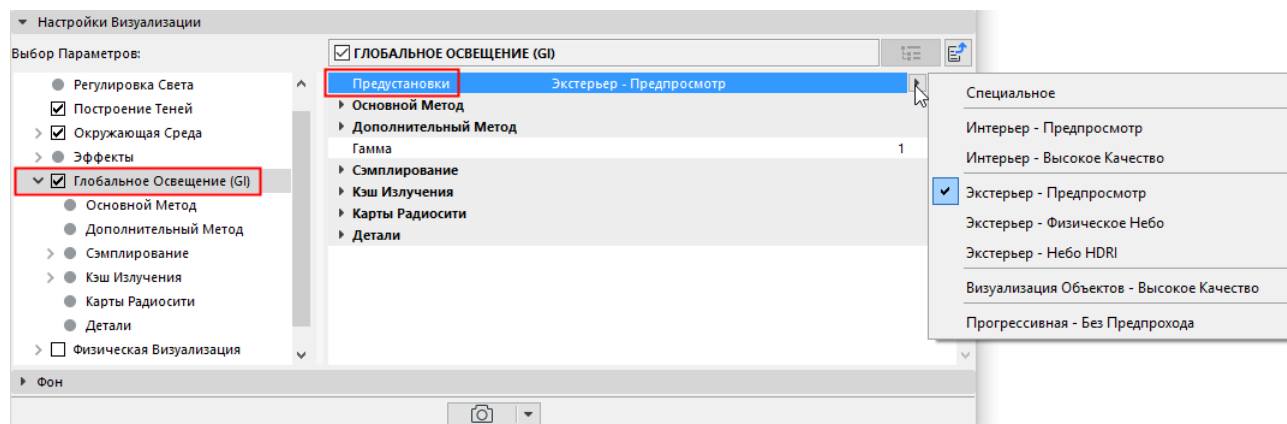 Настройки Визуализации
Выбор Параметров:
Регулировка Света
Построение Теней
Окружающая Среда
Эффекты
Глобальное Освещение (GI)
Основной Метод
Дополнительный Метод
Сэмплирование
Кэш Излучения
Карты Радиосити
Детали
Физическая Визуализация
ГЛОБАЛЬНОЕ ОСВЕЩЕНИЕ (GI)
Предустановки Экстерьер - Предпросмотр
Основной Метод
Дополнительный Метод
Гамма 1
Сэмплирование
Кэш Излучения
Карты Радиосити
Детали
Специальное
Интерьер - Предпросмотр
Интерьер - Высокое Качество
Экстерьер - Предпросмотр
Экстерьер - Физическое Небо
Экстерьер - Небо HDRI
Визуализация Объектов - Высокое Качество
Прогрессивная - Без Предпрохода
Фон